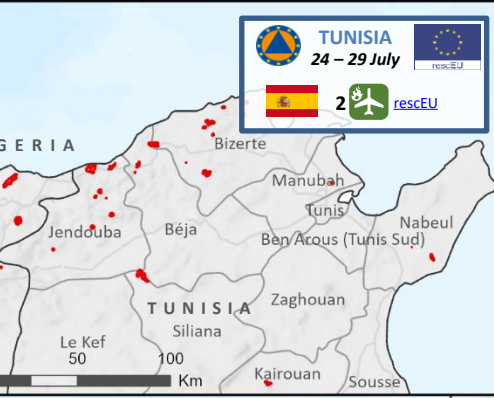 TUNISIA
24 – 29 July
rescEU
2 rescEU
GERIA
Bizerte
Manubah
Tunis
Nabeul
Jendouba
Béja
Ben Arous (Tunis Sud)
TUNISIA
Zaghouan
Siliana
Le Kef
50 100
Km
Kairouan
Sousse